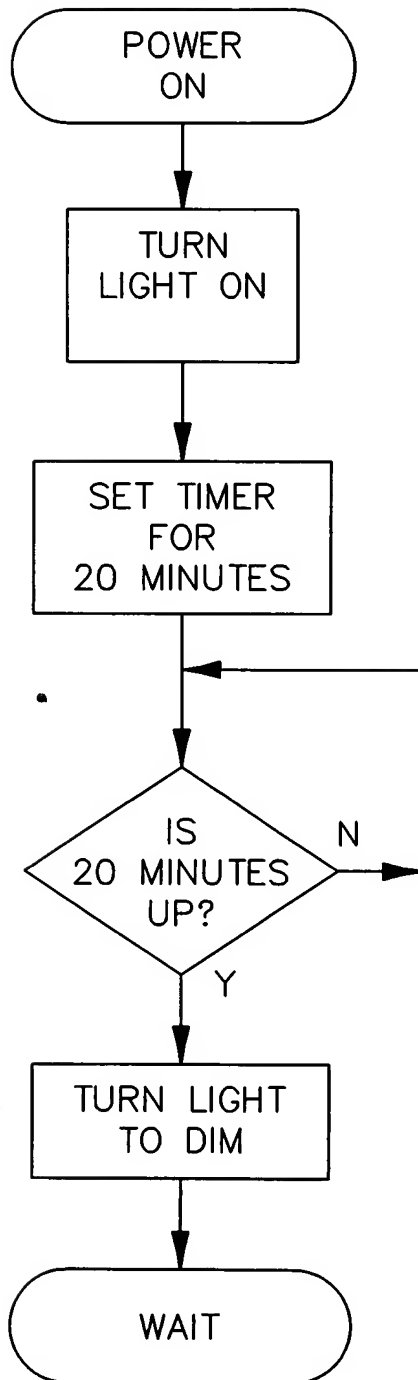 POWER
ON
TURN
LIGHT ON
SET TIMER
FOR
20 MINUTES
IS
20 MINUTES
UP?
N
Y
TURN LIGHT
TO DIM
WAIT